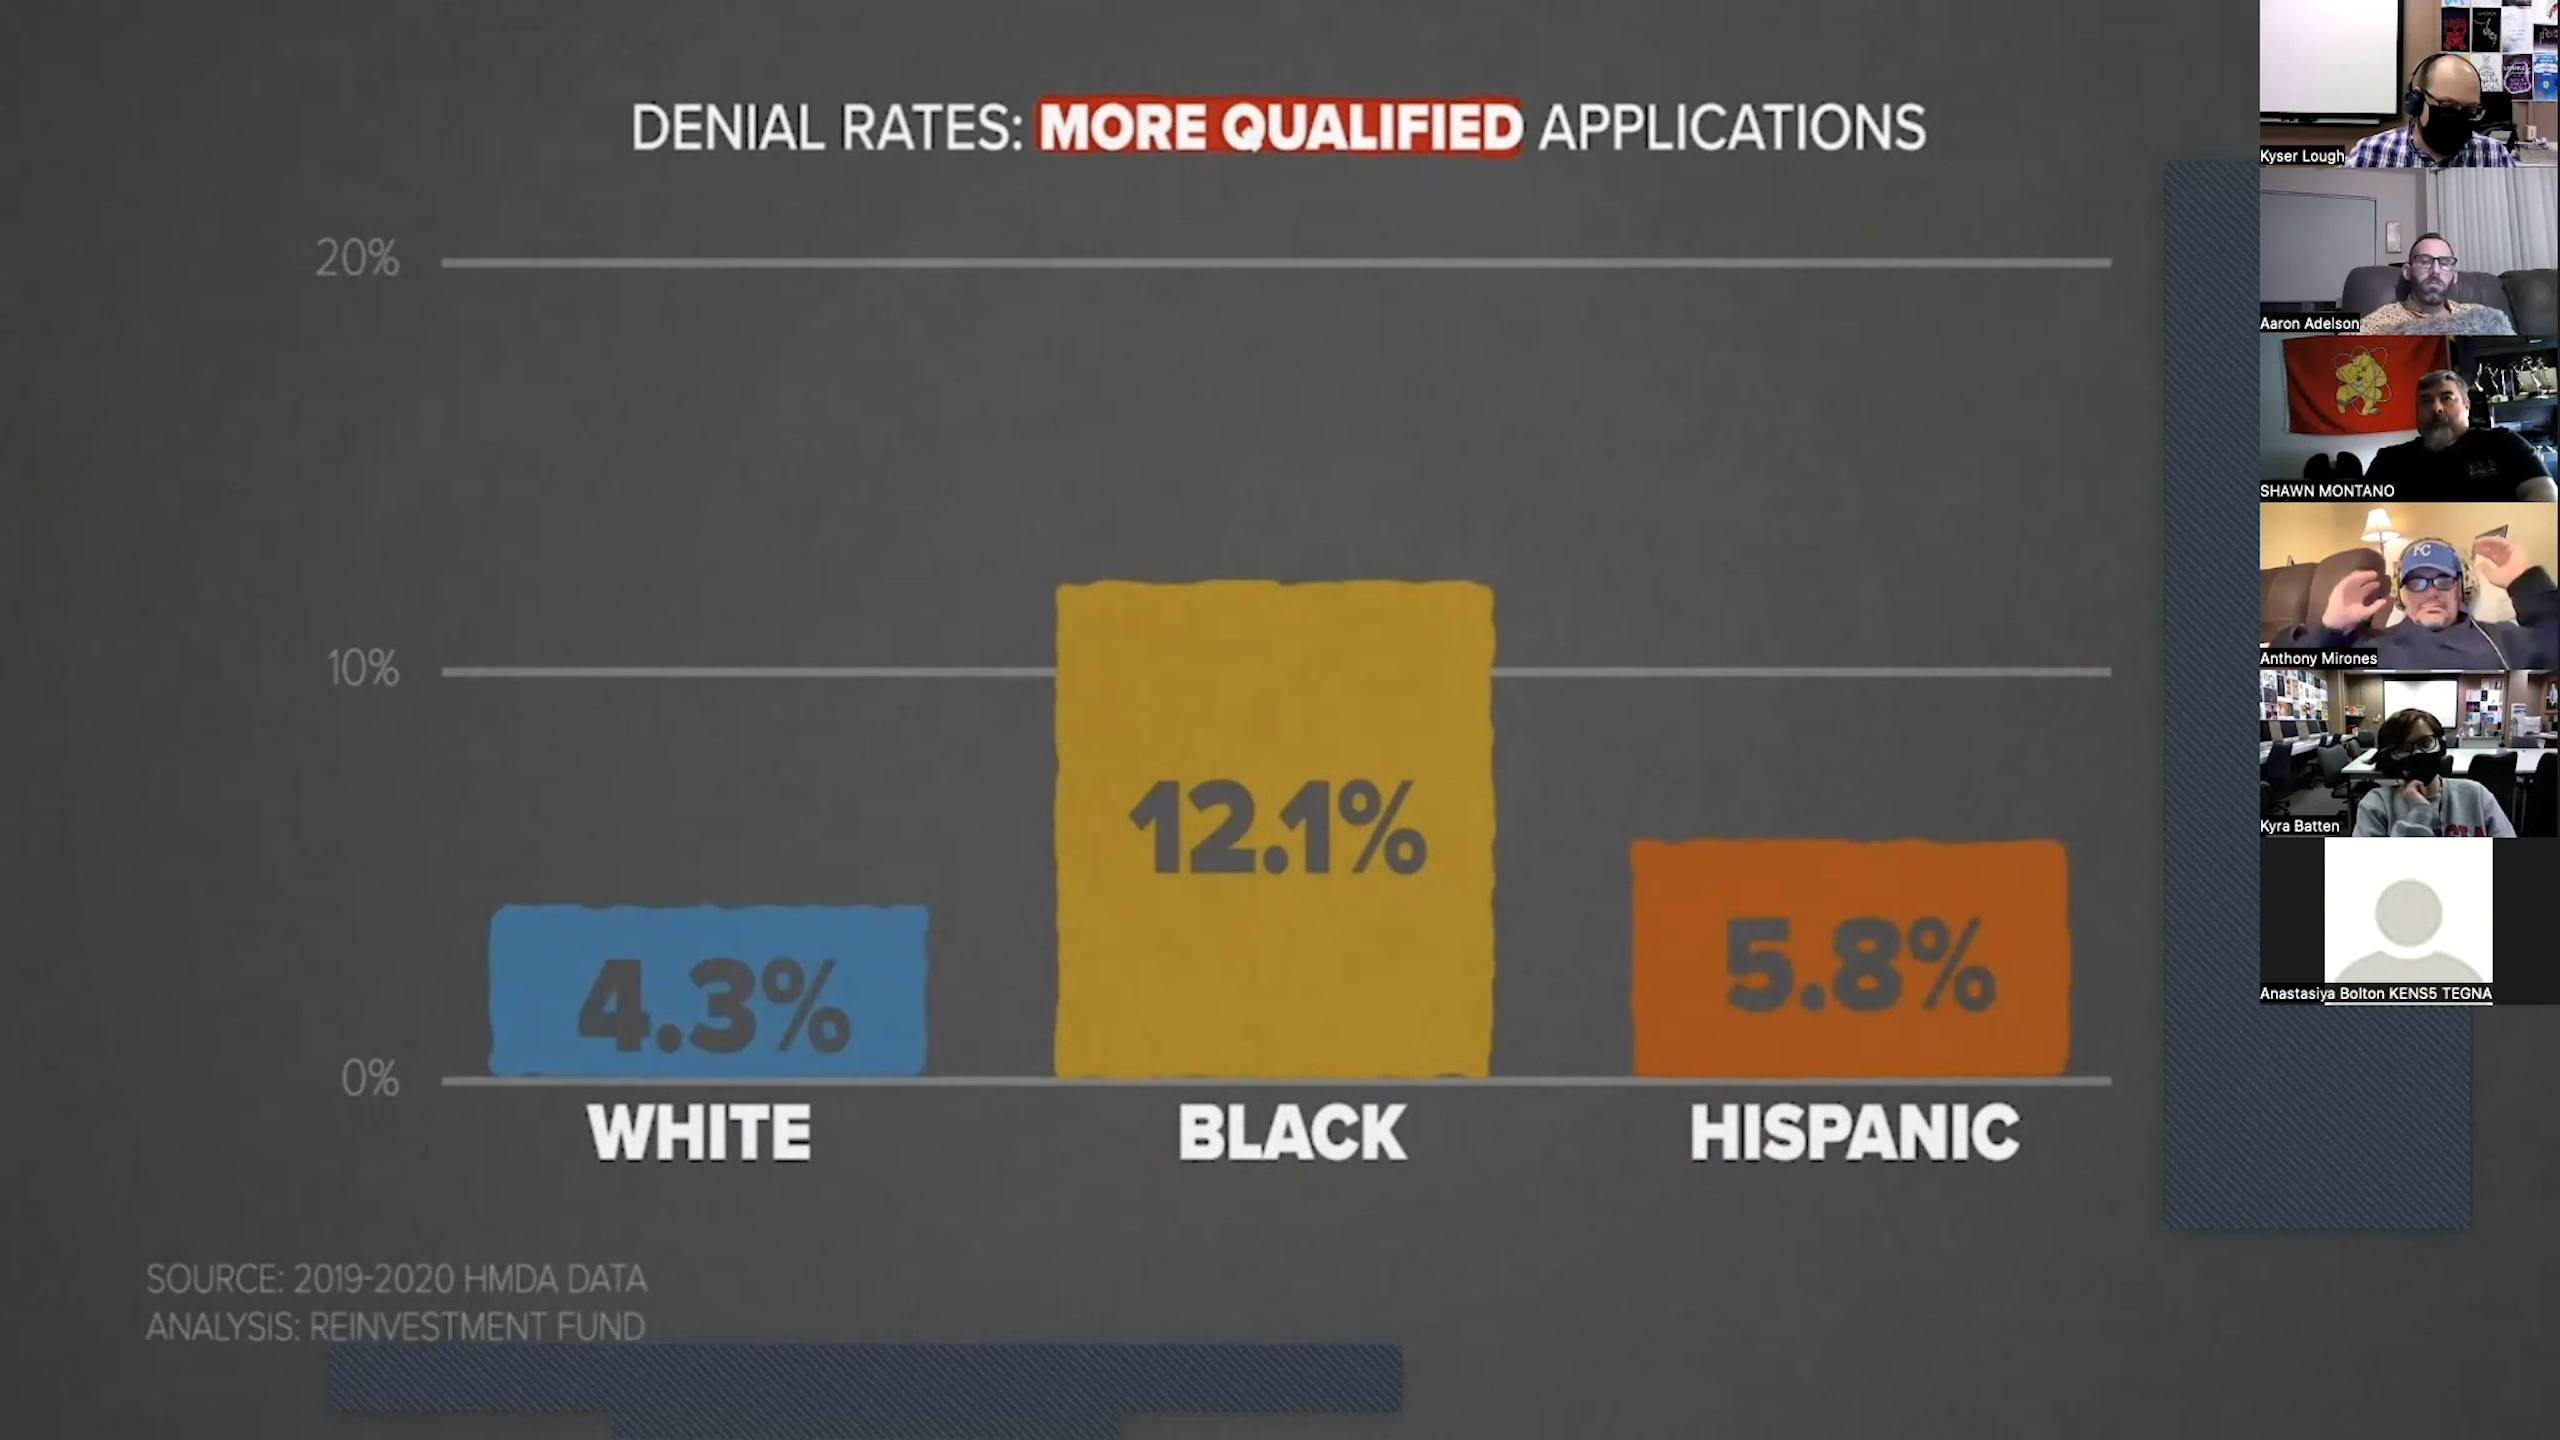 DENIAL RATES: MORE QUALIFIED APPLICATIONS
20%
10%
0%
4.3%
12.1%
5.8%
WHITE
BLACK
HISPANIC
SOURCE: 2019-2020 HMDA DATA
ANALYSIS: REINVESTMENT FUND
Kyser Lough
Aaron Adelson
SHAWN MONTANO
KC
Anthony Mirones
Kyra Batten
Anastasiya Bolton KENS5 TEGNA